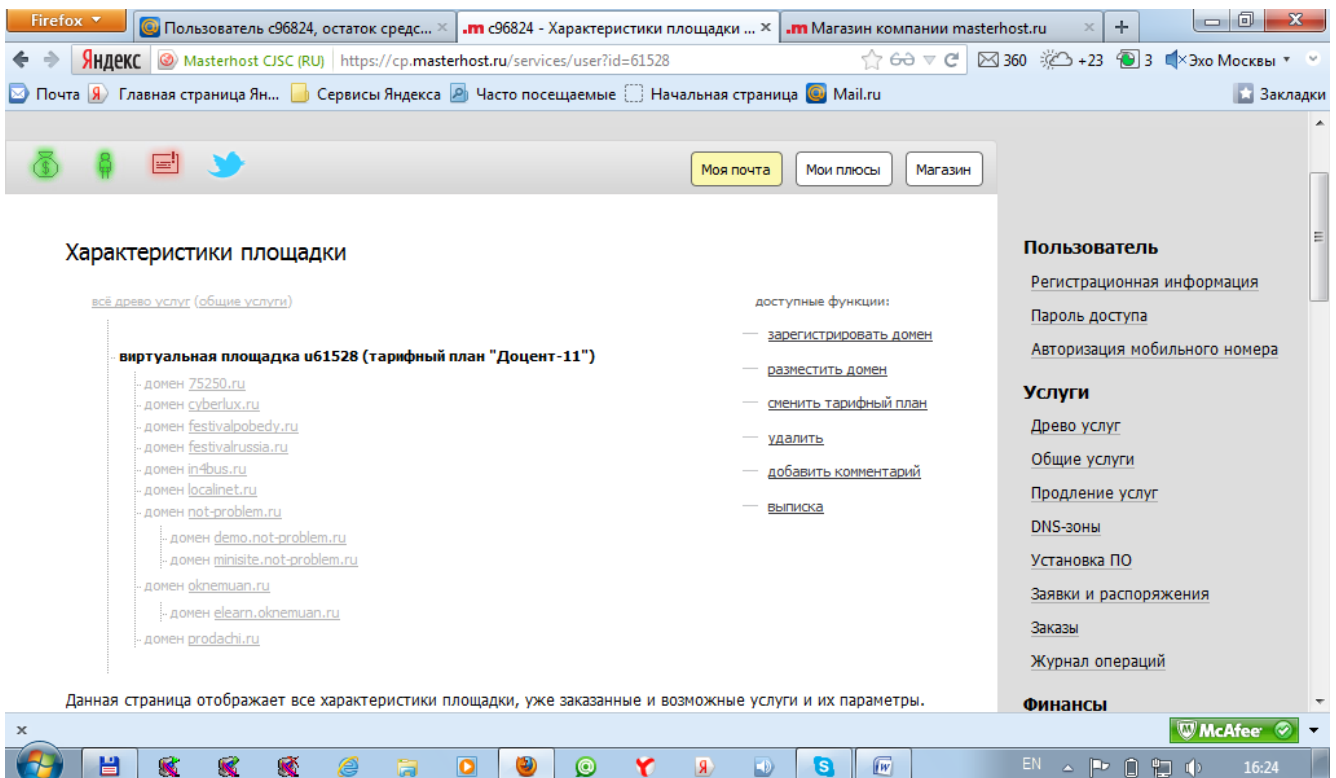 Firefox
Пользователь c96824, остаток средс...
.m c96824 - Характеристики площадки ...
.m Магазин компании masterhost.ru
Яндекс Masterhost CJSC (RU) https://cp.masterhost.ru/services/user?id=61528 360 +23 3 Эхо Москвы
Почта Главная страница Ян... Сервисы Яндекса Часто посещаемые Начальная страница Mail.ru Закладки
Моя почта Мои плюсы Магазин
Характеристики площадки
всё древо услуг (общие услуги)
виртуальная площадка u61528 (тарифный план "Доцент-11")
домен 75250.ru
домен cyberlux.ru
домен festivalpobedy.ru
домен festivalrussia.ru
домен in4bus.ru
домен localinet.ru
домен not-problem.ru
домен demo.not-problem.ru
домен minisite.not-problem.ru
домен oknemuan.ru
домен elearn.oknemuan.ru
домен prodachi.ru
доступные функции:
— зарегистрировать домен
— разместить домен
— сменить тарифный план
— удалить
— добавить комментарий
— выписка
Данная страница отображает все характеристики площадки, уже заказанные и возможные услуги и их параметры.
Пользователь
Регистрационная информация
Пароль доступа
Авторизация мобильного номера
Услуги
Древо услуг
Общие услуги
Продление услуг
DNS-зоны
Установка ПО
Заявки и распоряжения
Заказы
Журнал операций
Финансы
McAfee
EN 16:24